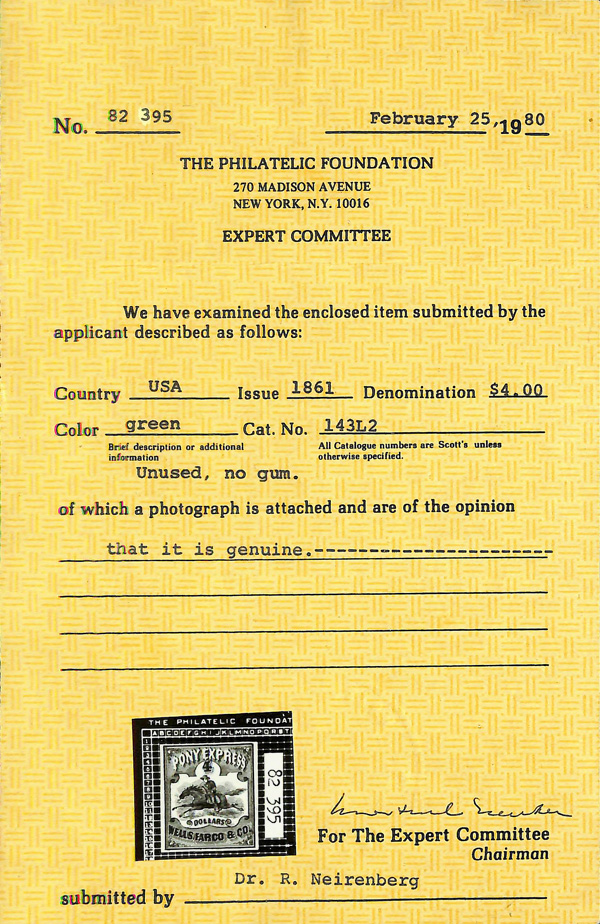 No. 82 395
February 25, 1980
THE PHILATELIC FOUNDATION
270 MADISON AVENUE
NEW YORK, N.Y. 10016
EXPERT COMMITTEE
We have examined the enclosed item submitted by the
applicant described as follows:
Country USA Issue 1861 Denomination $4.00
Color green Cat. No. 143L2
Brief description or additional
information
All Catalogue numbers are Scott's unless
otherwise specified.
Unused, no gum.
of which a photograph is attached and are of the opinion
that it is genuine.-----------------------
THE PHILATELIC FOUNDAT
ABCDEFGHIJKLMNOPQRST
PONY EXPRESS
DOLLARS
WELLS, FARGO & CO.
82 395
For The Expert Committee
Chairman
Dr. R. Neirenberg
submitted by